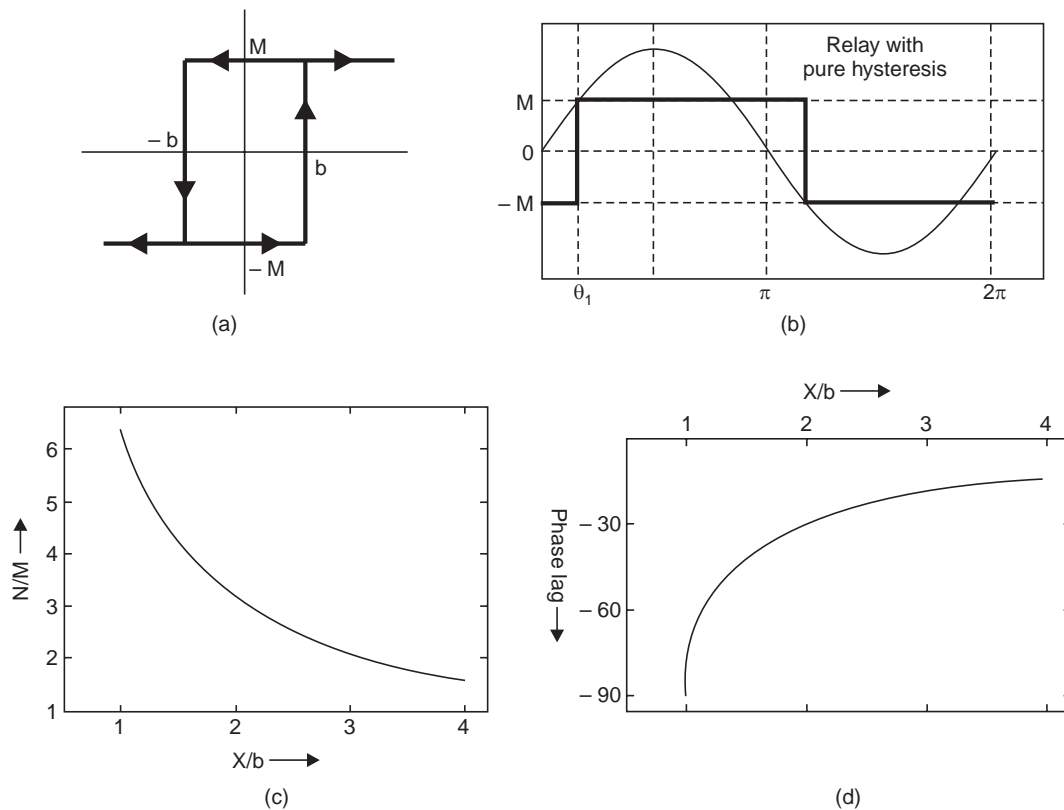 M
– b
b
– M
(a)
Relay with
pure hysteresis
M
0
– M
θ1
π
2π
(b)
6
5
4
3
2
1
N/M
1
2
3
4
X/b
(c)
X/b
1
2
3
4
– 30
– 60
– 90
Phase lag
(d)